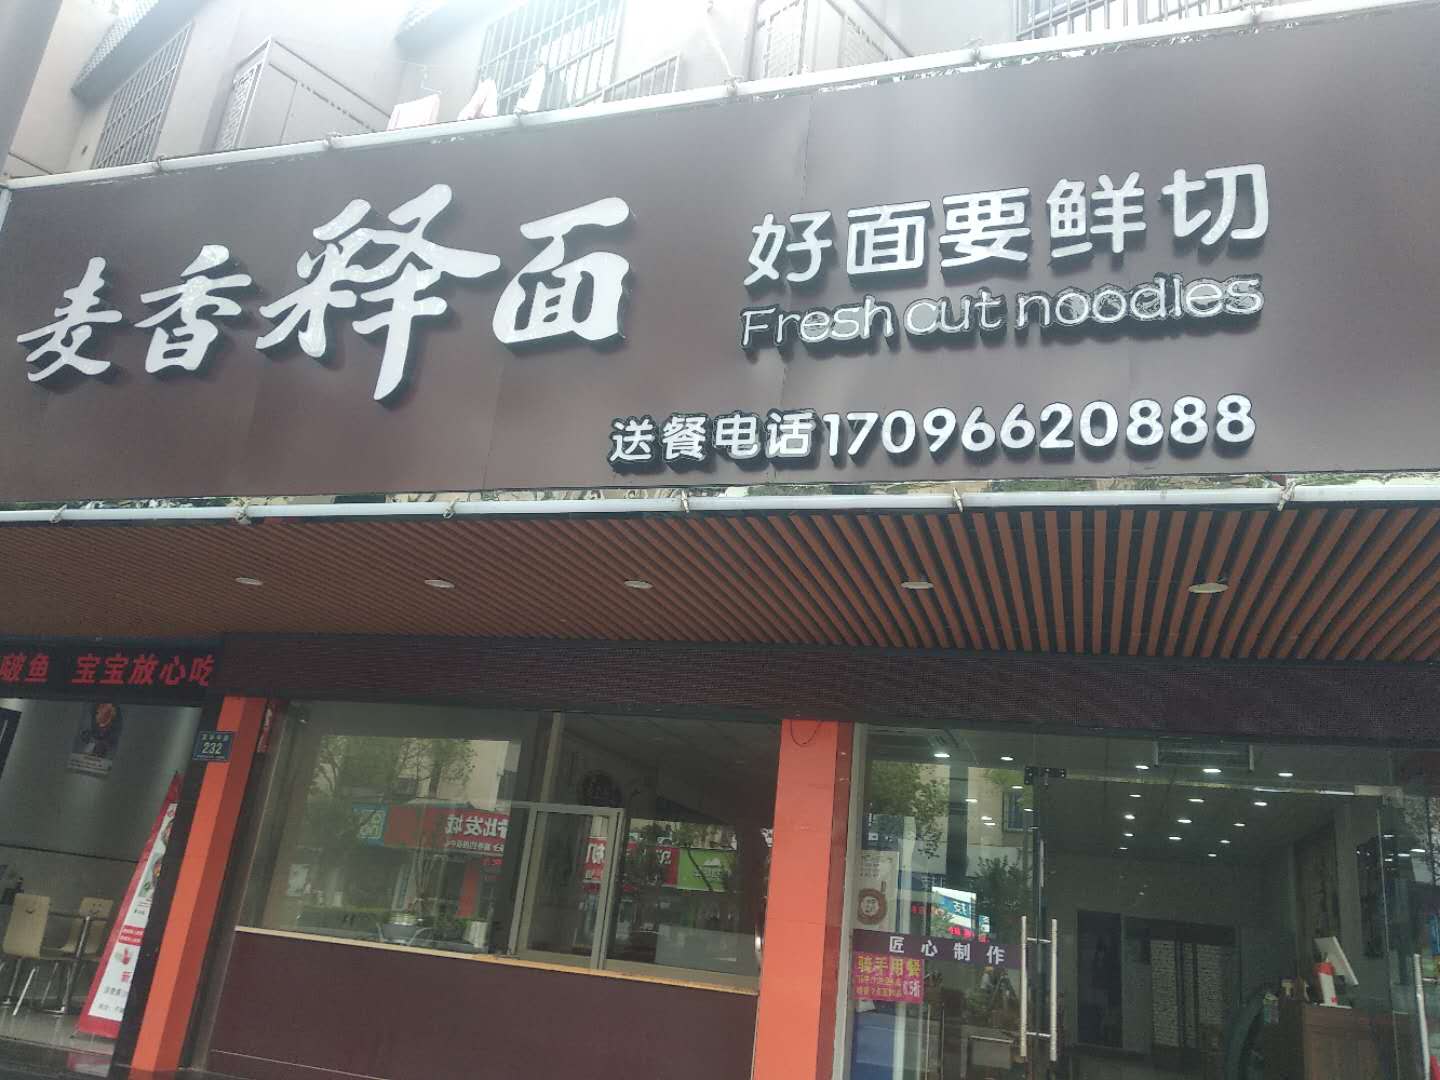 麦香释面
好面要鲜切
Fresh cut noodles
送餐电话17096620888
啵鱼 宝宝放心吃
232
匠心制作
骑手用餐